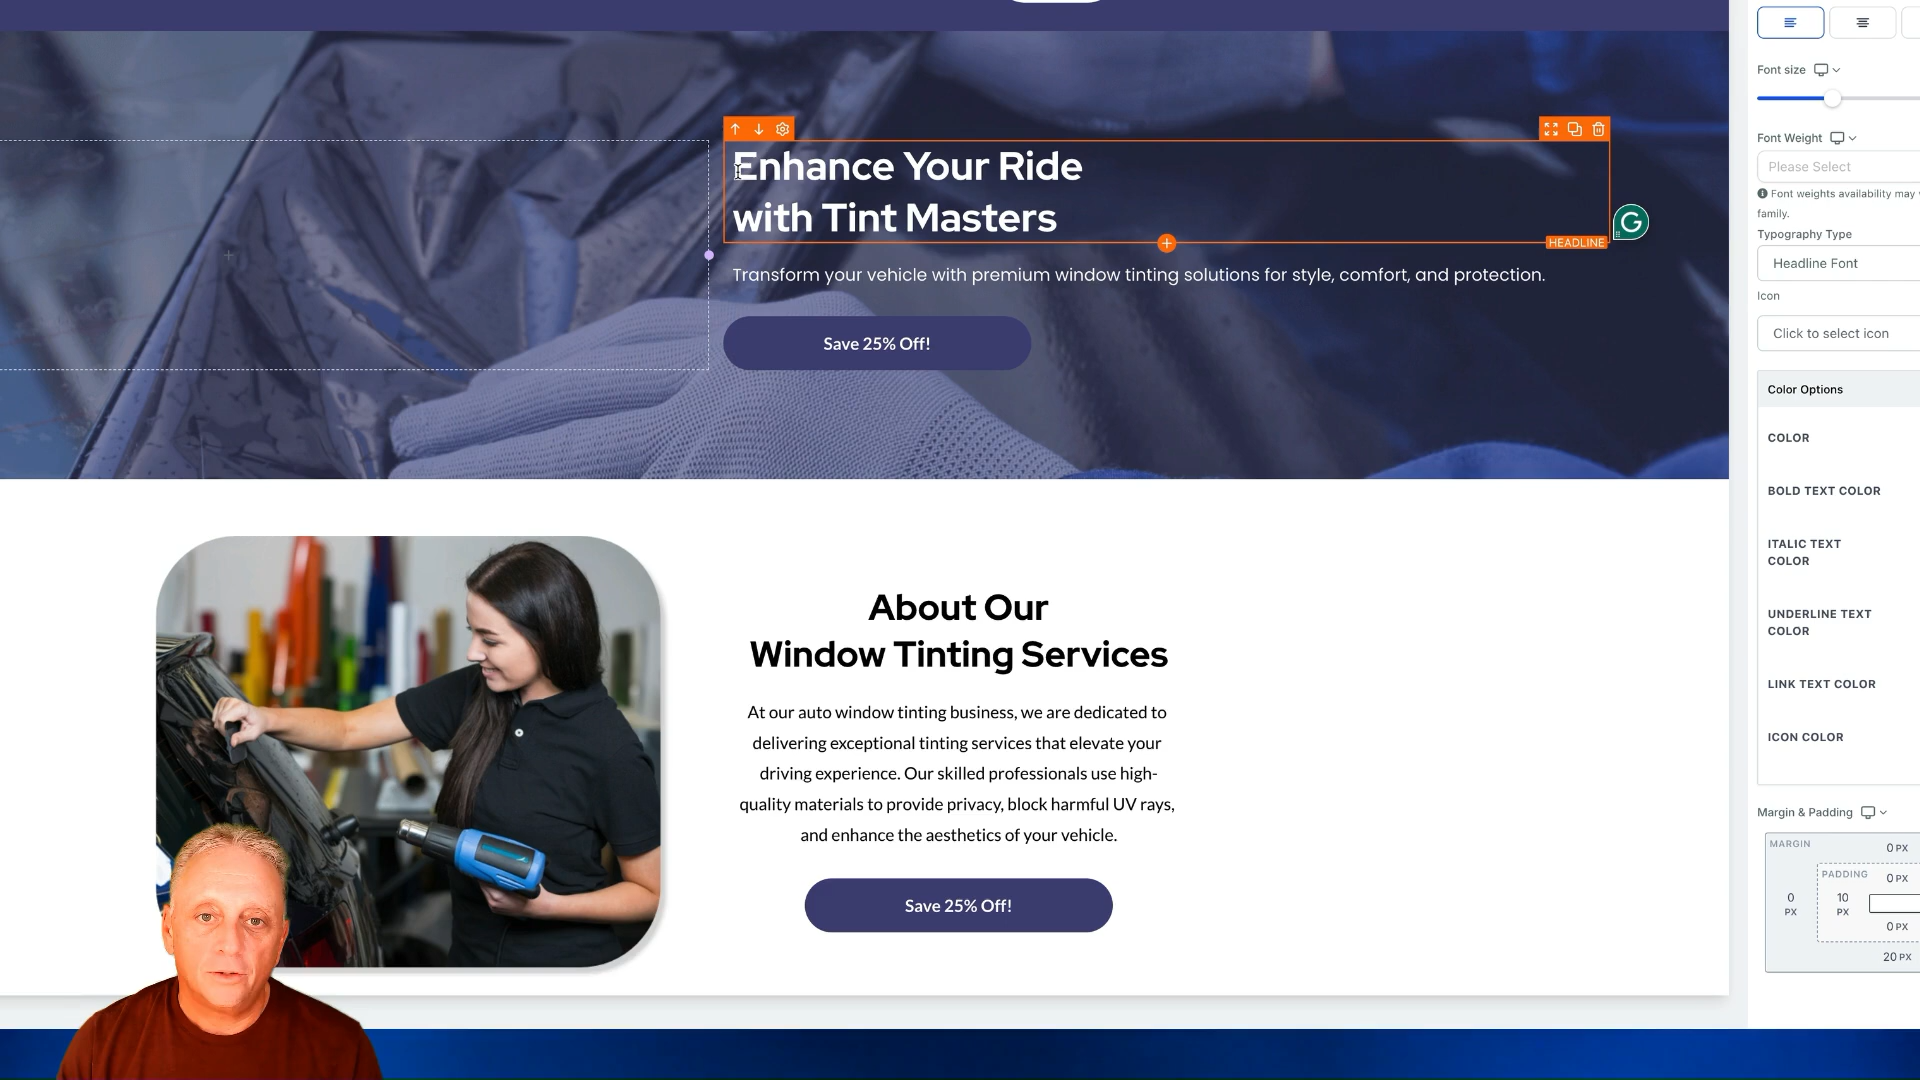 Enhance Your Ride
with Tint Masters
HEADLINE
Transform your vehicle with premium window tinting solutions for style, comfort, and protection.
Save 25% Off!
About Our
Window Tinting Services
At our auto window tinting business, we are dedicated to
delivering exceptional tinting services that elevate your
driving experience. Our skilled professionals use high-
quality materials to provide privacy, block harmful UV rays,
and enhance the aesthetics of your vehicle.
Save 25% Off!
Font size
Font Weight
Please Select
Font weights availability may
family.
Typography Type
Headline Font
Icon
Click to select icon
Color Options
COLOR
BOLD TEXT COLOR
ITALIC TEXT
COLOR
UNDERLINE TEXT
COLOR
LINK TEXT COLOR
ICON COLOR
Margin & Padding
MARGIN
0 PX
PADDING
0 PX
0
PX
10
PX
0 PX
20 PX